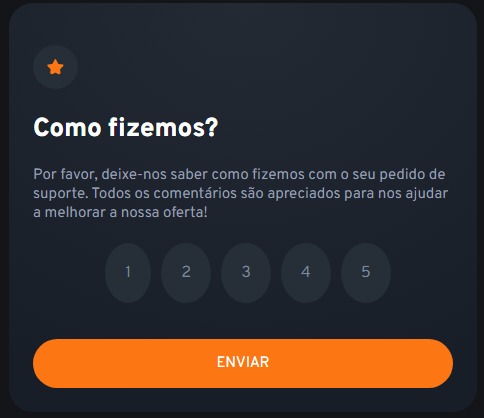 Como fizemos?
Por favor, deixe-nos saber como fizemos com o seu pedido de
suporte. Todos os comentários são apreciados para nos ajudar
a melhorar a nossa oferta!
1 2 3 4 5
ENVIAR